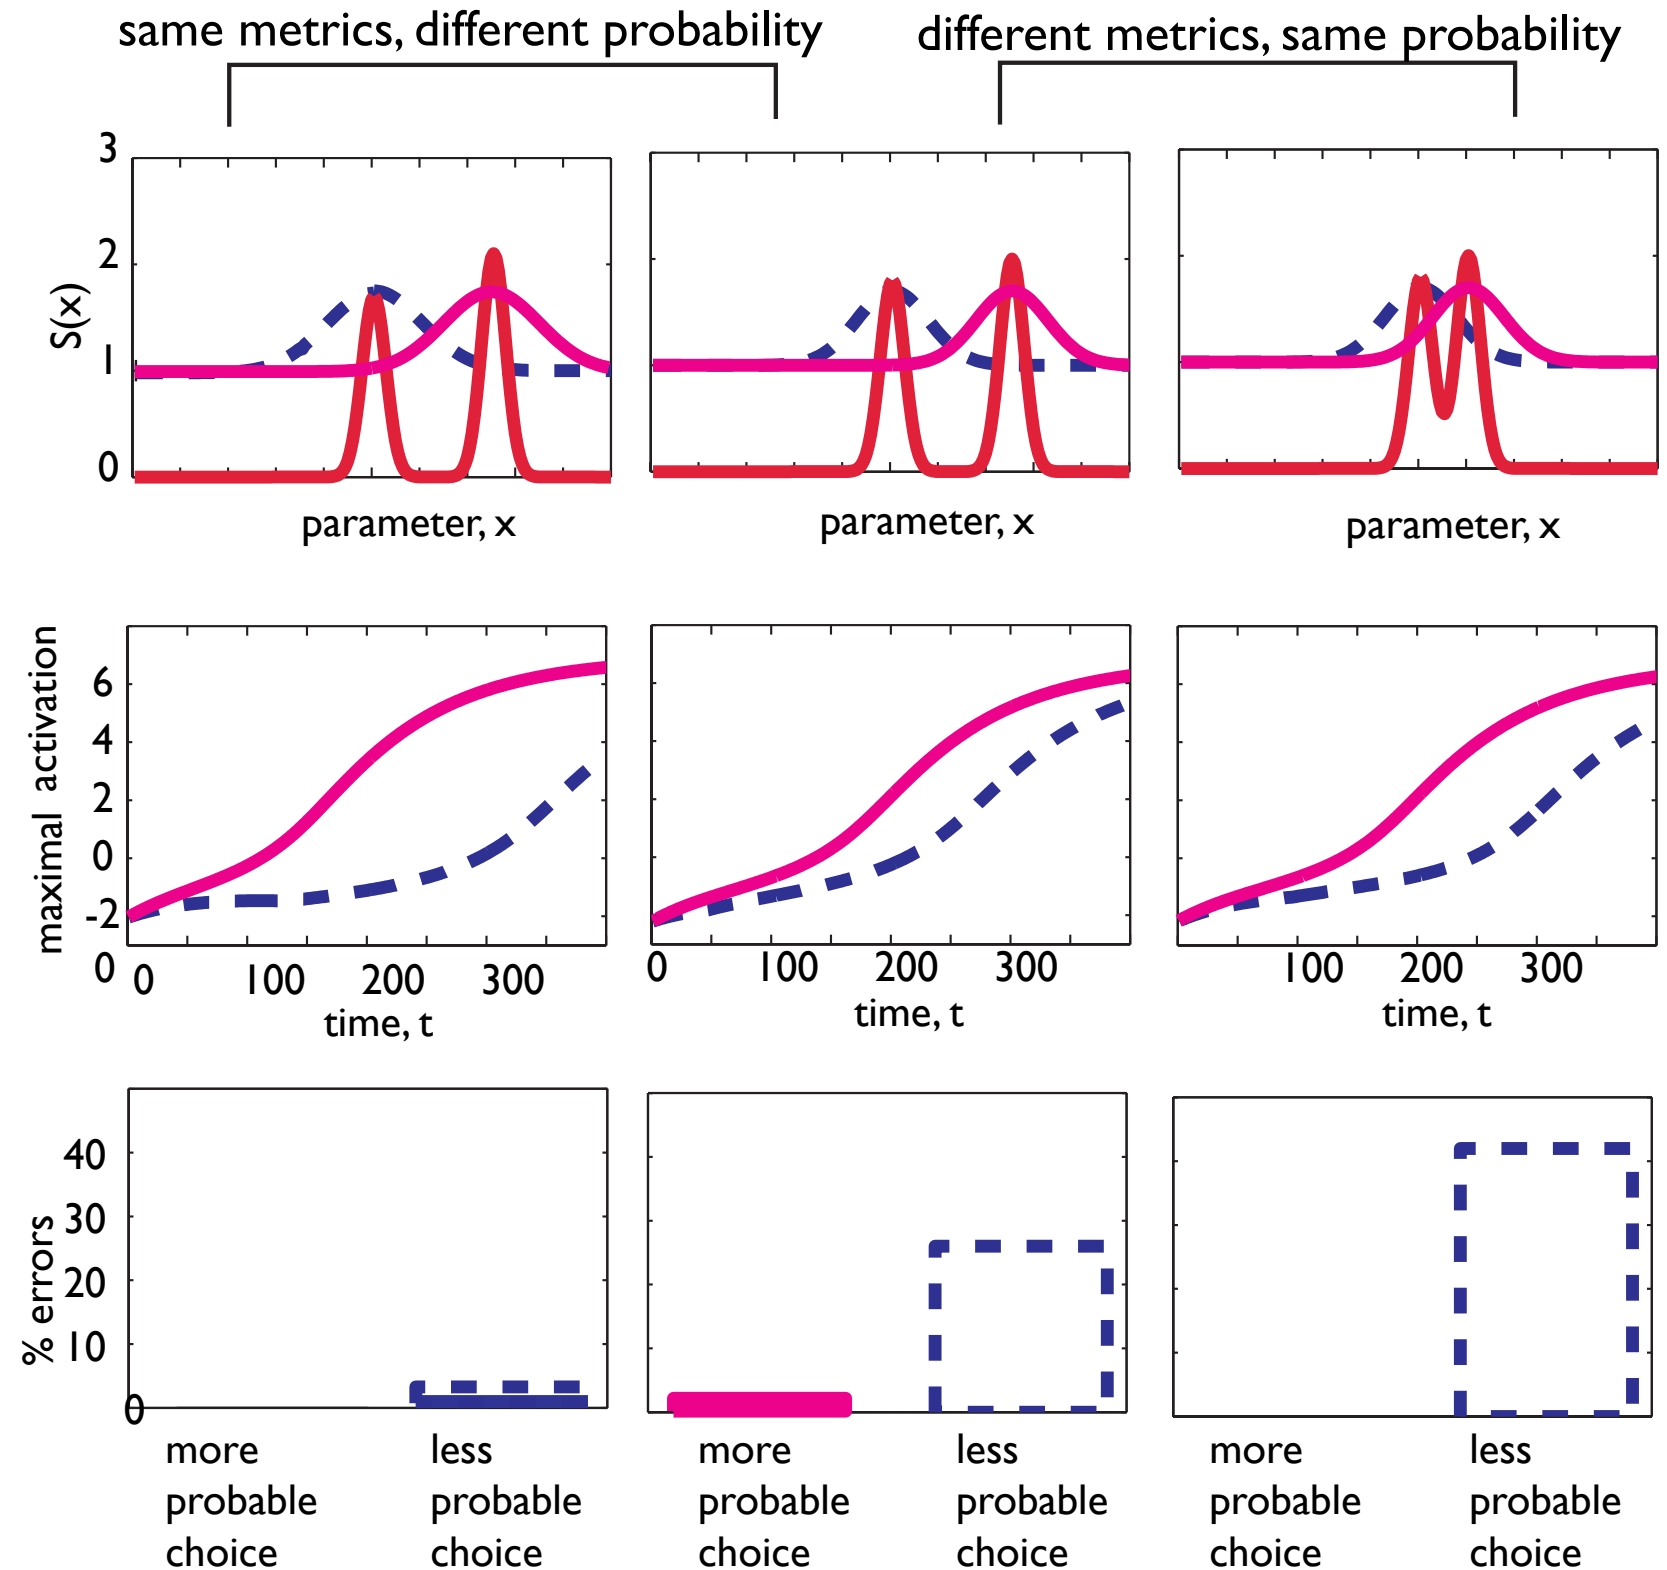 same metrics, different probability
different metrics, same probability
3
2
1
0
S(x)
parameter, x
parameter, x
parameter, x
maximal activation
6
4
2
0
-2
0
0 100 200 300
0 100 200 300
100 200 300
time, t
time, t
time, t
% errors
40
30
20
10
0
more
probable
choice
less
probable
choice
more
probable
choice
less
probable
choice
more
probable
choice
less
probable
choice